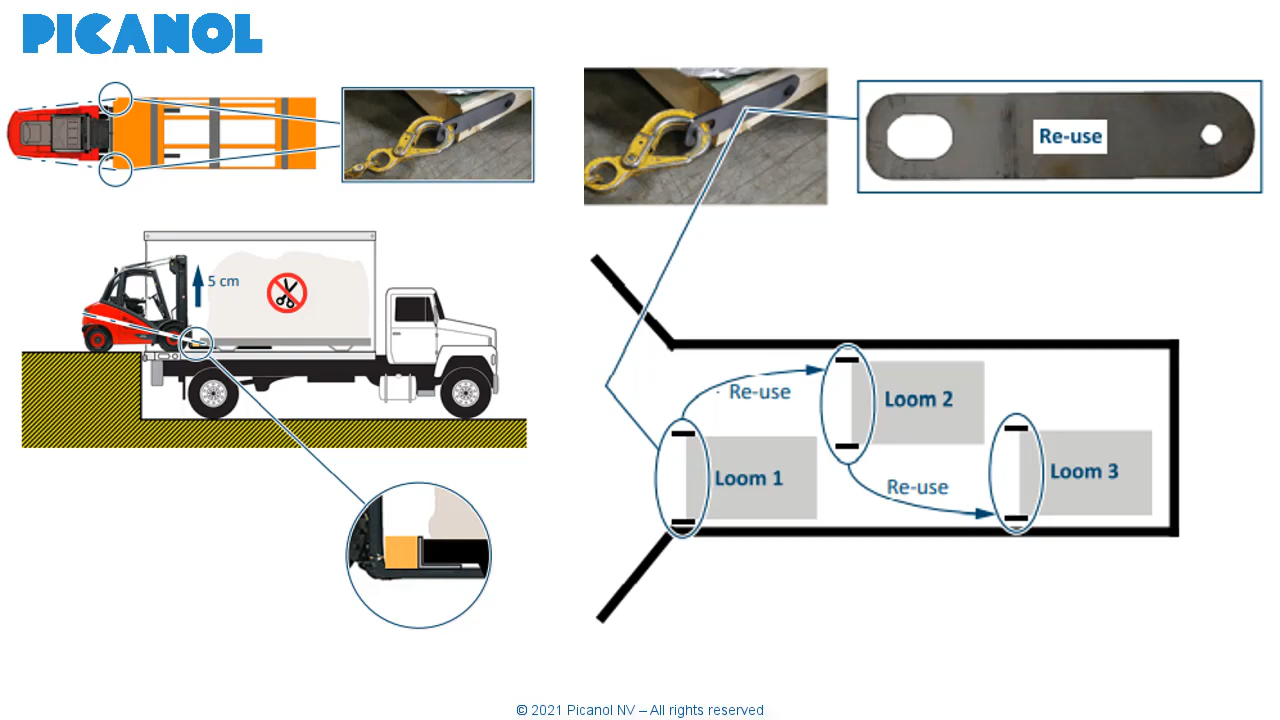 PICANOL
Re-use
5 cm
Re-use
Loom 2
Loom 1
Re-use
Loom 3
© 2021 Picanol NV – All rights reserved